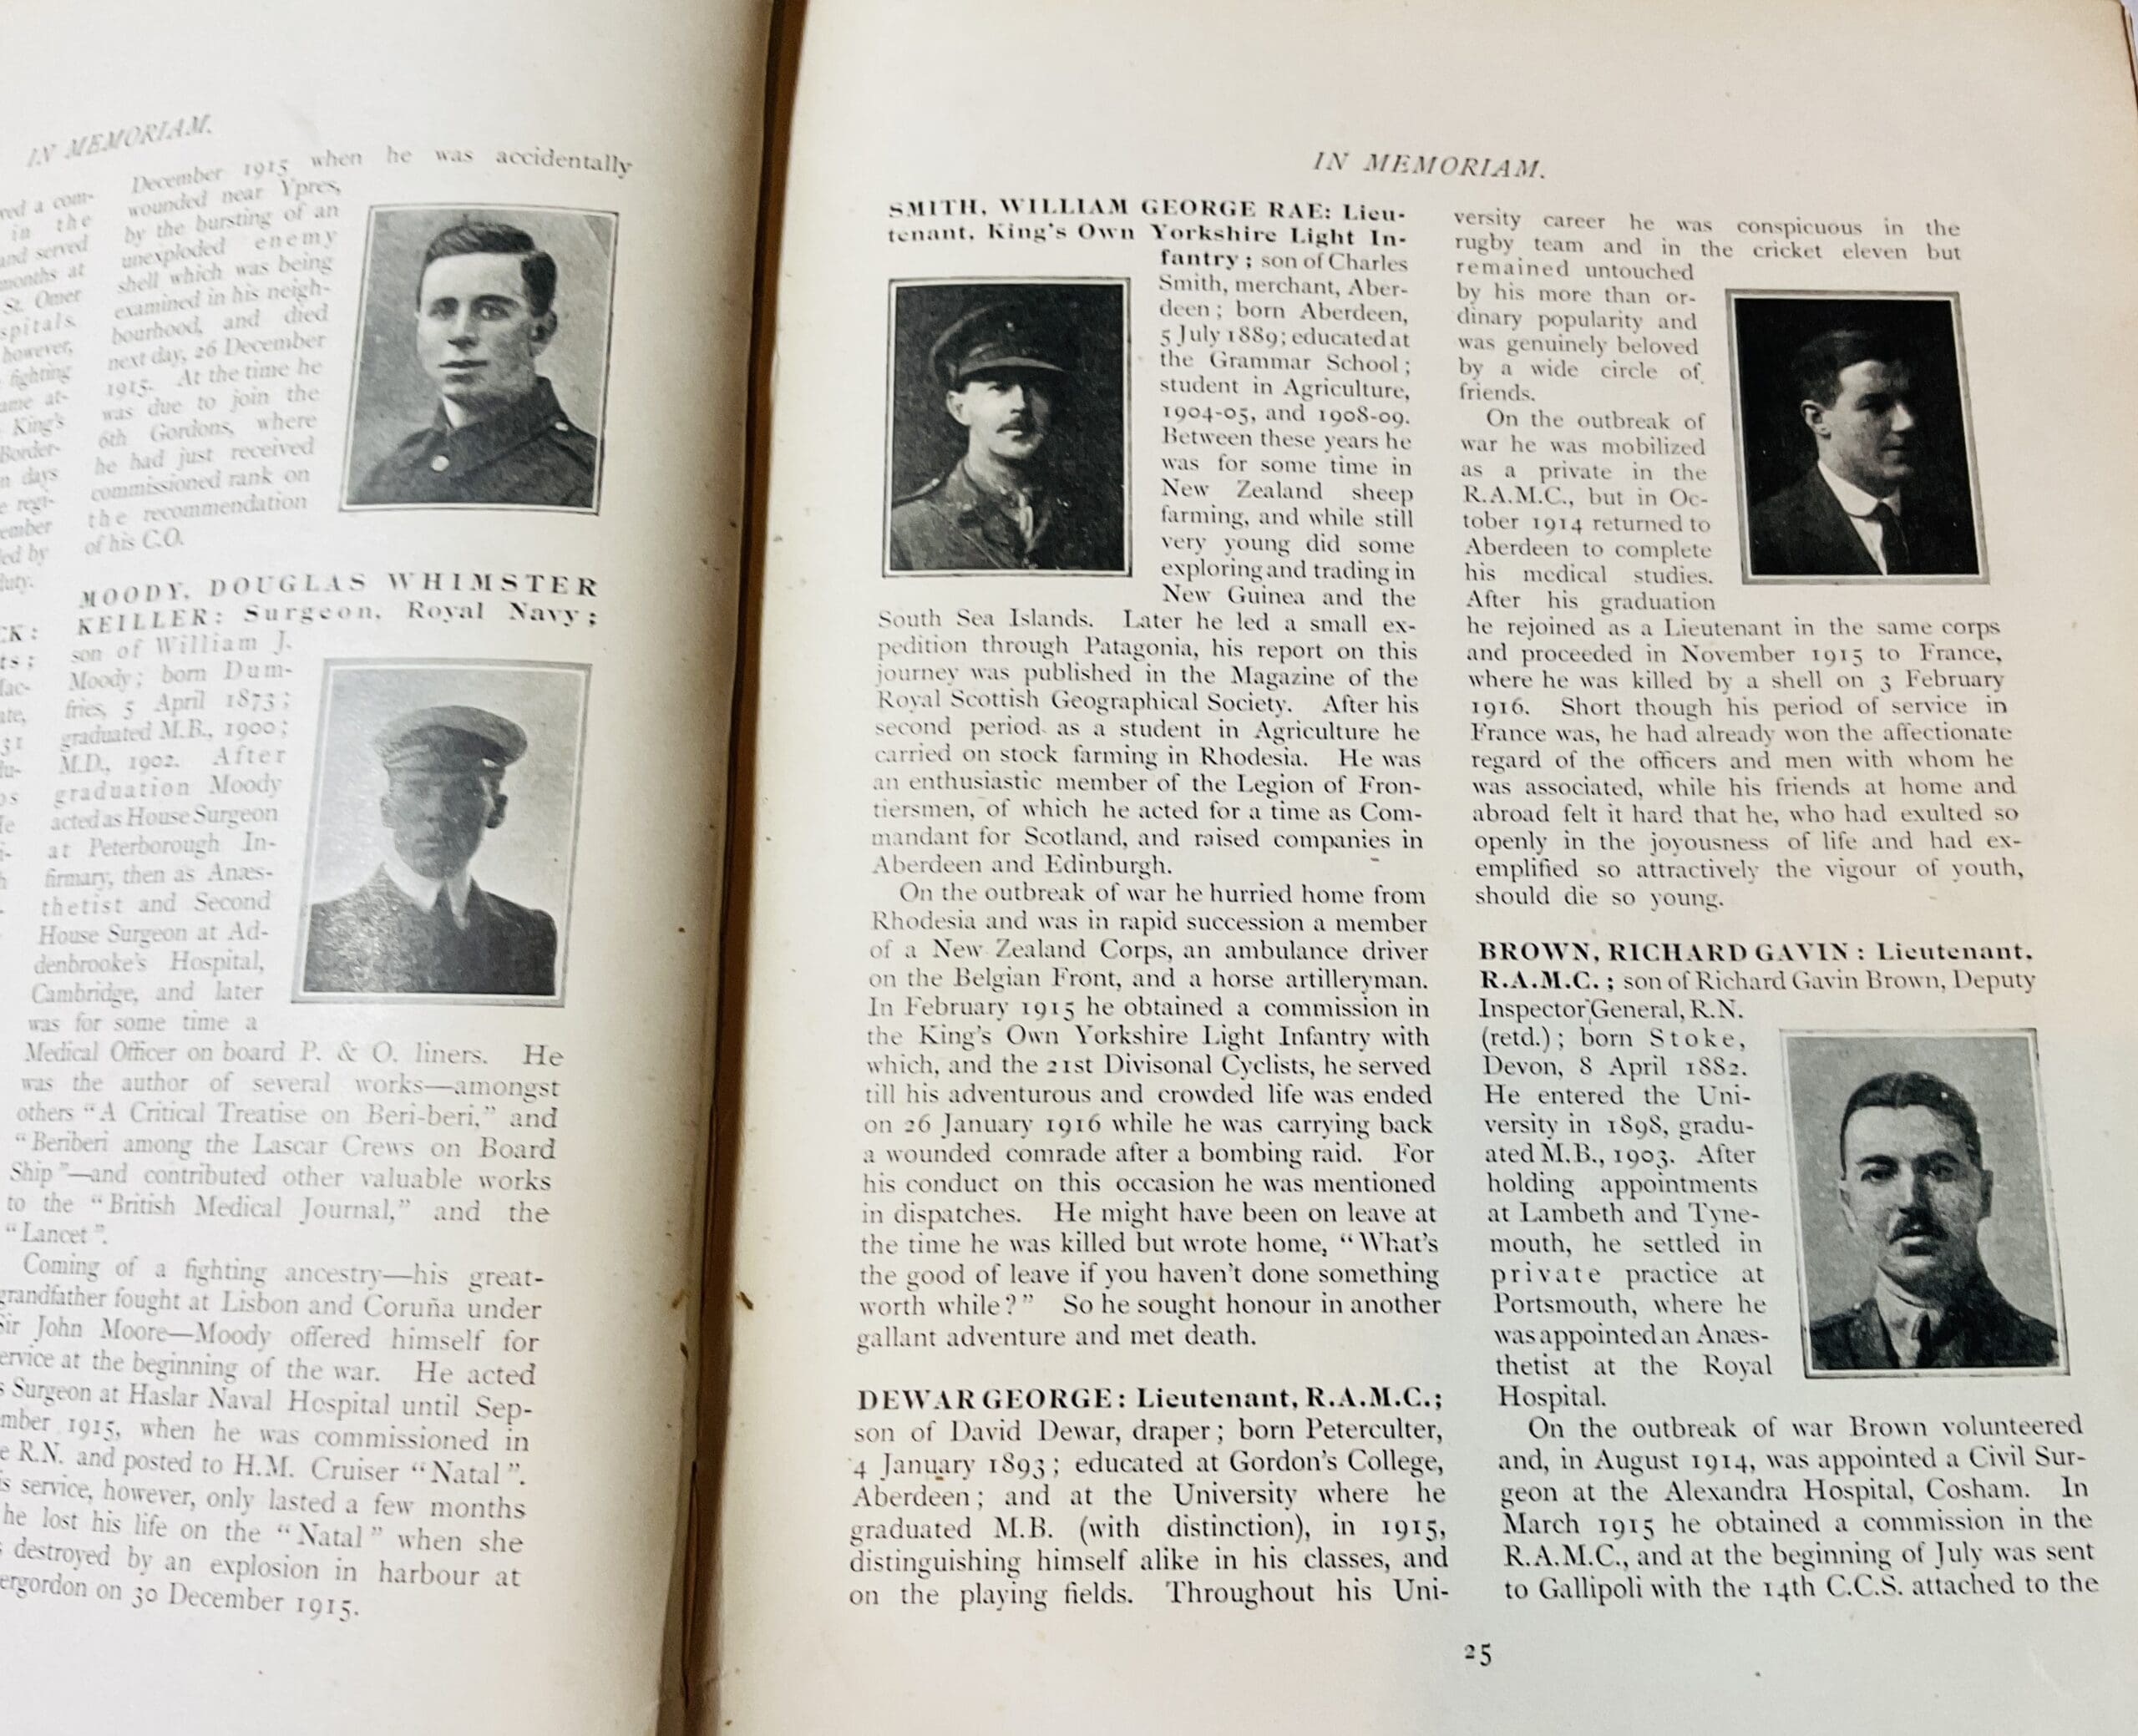 IN MEMORIAM.
in the
and served
months at
St. Omer
however,
fighting
King's
days
by
December 1915 when he was accidentally
wounded near Ypres,
by the bursting of an
unexploded enemy
shell which was being
examined in his neigh-
bourhood, and died
next day, 26 December
1915. At the time he
was due to join the
6th Gordons, where
he had just received
commissioned rank on
the recommendation
of his C.O.
MOODY, DOUGLAS WHIMSTER
KEILLER: Surgeon, Royal Navy;
son of William J.
Moody; born Dum-
fries, 5 April 1873;
graduated M.B., 1900;
M.D., 1902. After
graduation Moody
acted as House Surgeon
at Peterborough In-
firmary, then as Anæs-
thetist and Second
House Surgeon at Ad-
denbrooke's Hospital,
Cambridge, and later
was for some time a
Medical Officer on board P. & O. liners. He
was the author of several works—amongst
others "A Critical Treatise on Beri-beri," and
"Beriberi among the Lascar Crews on Board
Ship"—and contributed other valuable works
to the "British Medical Journal," and the
"Lancet".
Coming of a fighting ancestry—his great-
grandfather fought at Lisbon and Coruña under
Sir John Moore—Moody offered himself for
service at the beginning of the war. He acted
Surgeon at Haslar Naval Hospital until Sep-
1915, when he was commissioned in
R.N. and posted to H.M. Cruiser "Natal".
service, however, only lasted a few months
he lost his life on the "Natal" when she
destroyed by an explosion in harbour at
on 30 December 1915.
IN MEMORIAM.
SMITH, WILLIAM GEORGE RAE: Lieu-
tenant, King's Own Yorkshire Light In-
fantry; son of Charles
Smith, merchant, Aber-
deen; born Aberdeen,
5 July 1889; educated at
the Grammar School;
student in Agriculture,
1904-05, and 1908-09.
Between these years he
was for some time in
New Zealand sheep
farming, and while still
very young did some
exploring and trading in
New Guinea and the
South Sea Islands. Later he led a small ex-
pedition through Patagonia, his report on this
journey was published in the Magazine of the
Royal Scottish Geographical Society. After his
second period as a student in Agriculture he
carried on stock farming in Rhodesia. He was
an enthusiastic member of the Legion of Fron-
tiersmen, of which he acted for a time as Com-
mandant for Scotland, and raised companies in
Aberdeen and Edinburgh.
On the outbreak of war he hurried home from
Rhodesia and was in rapid succession a member
of a New Zealand Corps, an ambulance driver
on the Belgian Front, and a horse artilleryman.
In February 1915 he obtained a commission in
the King's Own Yorkshire Light Infantry with
which, and the 21st Divisonal Cyclists, he served
till his adventurous and crowded life was ended
on 26 January 1916 while he was carrying back
a wounded comrade after a bombing raid. For
his conduct on this occasion he was mentioned
in dispatches. He might have been on leave at
the time he was killed but wrote home, "What's
the good of leave if you haven't done something
worth while?" So he sought honour in another
gallant adventure and met death.
DEWAR GEORGE: Lieutenant, R.A.M.C.;
son of David Dewar, draper; born Peterculter,
4 January 1893; educated at Gordon's College,
Aberdeen; and at the University where he
graduated M.B. (with distinction), in 1915,
distinguishing himself alike in his classes, and
on the playing fields. Throughout his Uni-
versity career he was conspicuous in the
rugby team and in the cricket eleven but
remained untouched
by his more than or-
dinary popularity and
was genuinely beloved
by a wide circle of
friends.
On the outbreak of
war he was mobilized
as a private in the
R.A.M.C., but in Oc-
tober 1914 returned to
Aberdeen to complete
his medical studies.
After his graduation
he rejoined as a Lieutenant in the same corps
and proceeded in November 1915 to France,
where he was killed by a shell on 3 February
1916. Short though his period of service in
France was, he had already won the affectionate
regard of the officers and men with whom he
was associated, while his friends at home and
abroad felt it hard that he, who had exulted so
openly in the joyousness of life and had ex-
emplified so attractively the vigour of youth,
should die so young.
BROWN, RICHARD GAVIN: Lieutenant,
R.A.M.C.; son of Richard Gavin Brown, Deputy
Inspector General, R.N.
(retd.); born Stoke,
Devon, 8 April 1882.
He entered the Uni-
versity in 1898, gradu-
ated M.B., 1903. After
holding appointments
at Lambeth and Tyne-
mouth, he settled in
private practice at
Portsmouth, where he
was appointed an Anæs-
thetist at the Royal
Hospital.
On the outbreak of war Brown volunteered
and, in August 1914, was appointed a Civil Sur-
geon at the Alexandra Hospital, Cosham. In
March 1915 he obtained a commission in the
R.A.M.C., and at the beginning of July was sent
to Gallipoli with the 14th C.C.S. attached to the
25